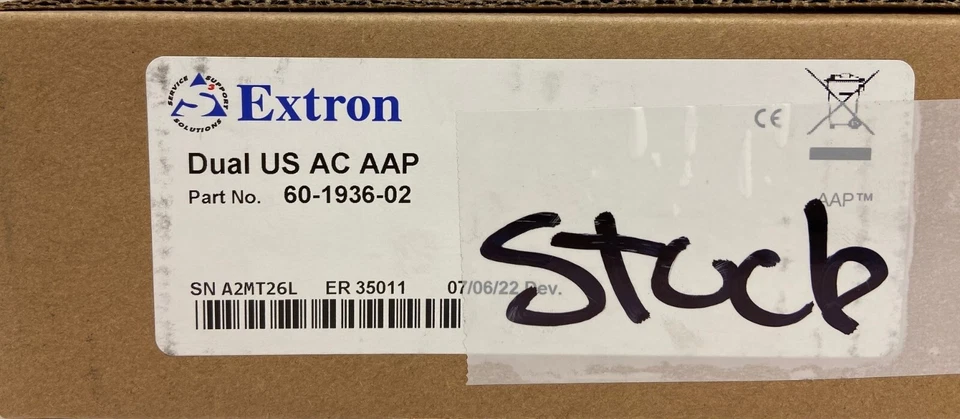 SERVICE SUPPORT SOLUTIONS
S3 Extron
CE
Dual US AC AAP
Part No. 60-1936-02
AAP™
Stock
SN A2MT26L ER 35011 07/06/22 Rev.